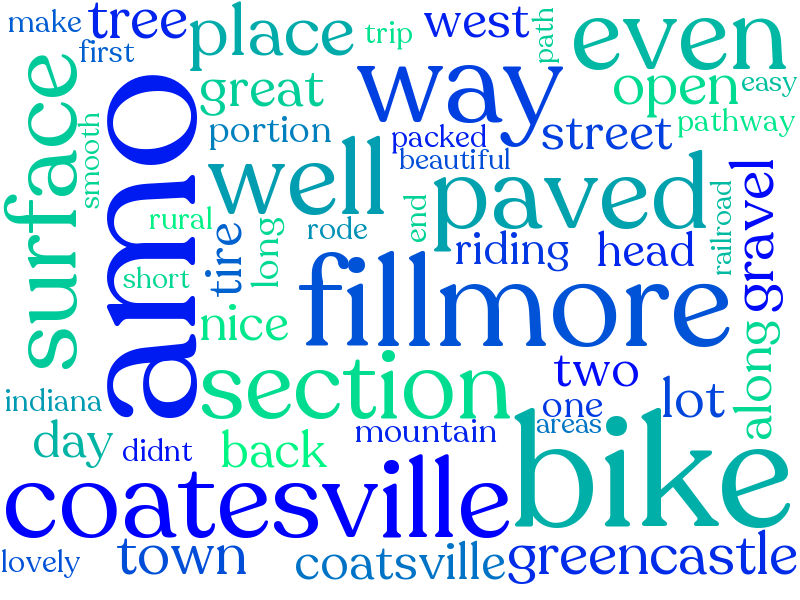 make
tree
place
trip
west
path
even
first
surface
smooth
amo
great
way
open
easy
portion
packed
street
pathway
beautiful
well
paved
gravel
railroad
rural
tire
long
rode
end
riding
head
short
fillmore
nice
section
two
along
indiana
one
lot
areas
day
didnt
back
mountain
bike
coatesville
lovely
town
coatsville
greencastle